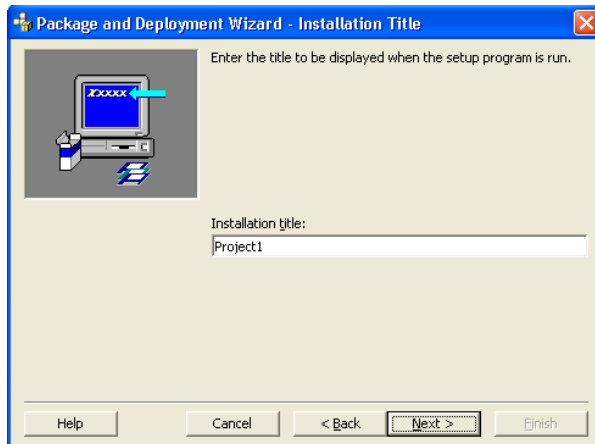 Package and Deployment Wizard - Installation Title
Enter the title to be displayed when the setup program is run.
xxxxx
Installation title:
Project1
Help
Cancel
< Back
Next >
Finish